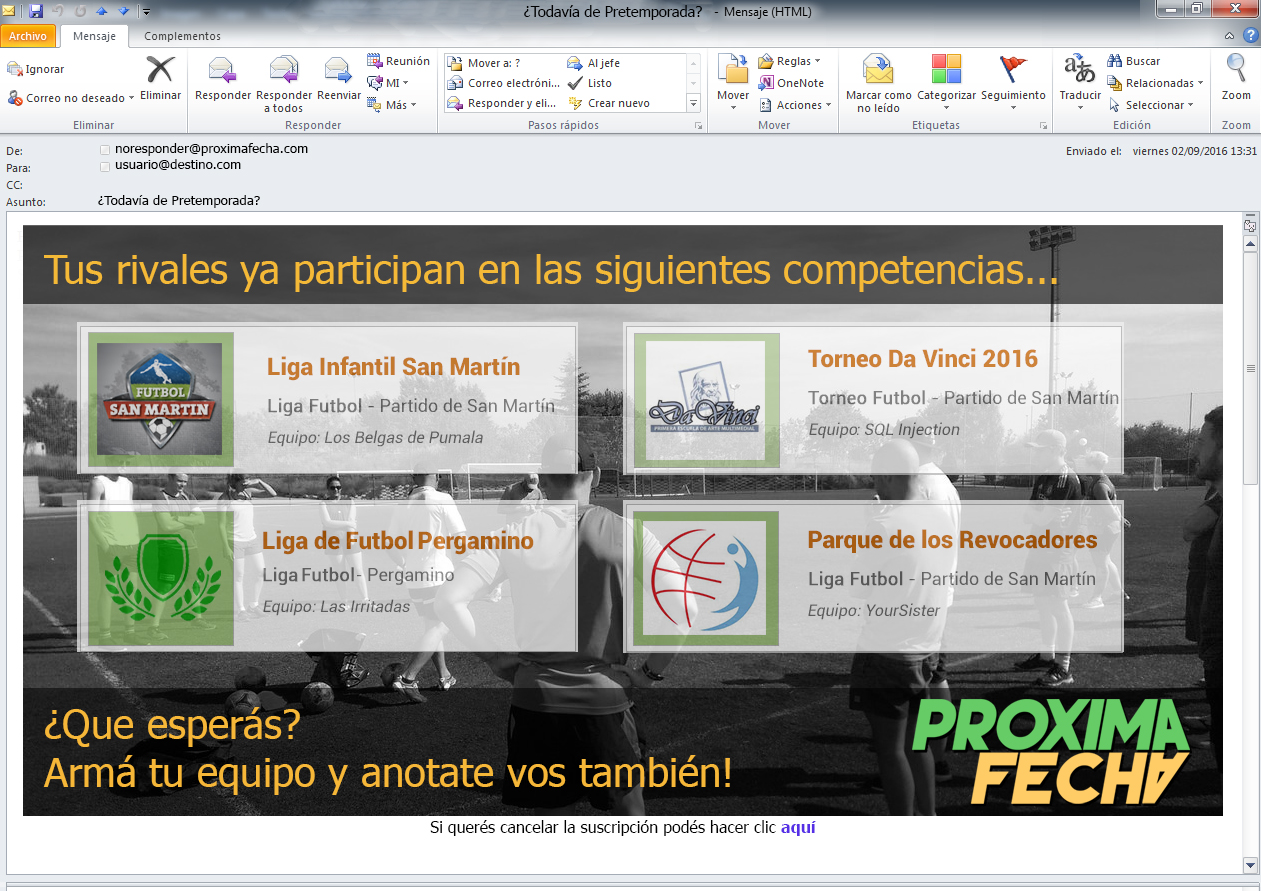 ¿Todavía de Pretemporada? - Mensaje (HTML)
Archivo
Mensaje
Complementos
Ignorar
Correo no deseado
Eliminar
Eliminar
Responder
Responder a todos
Reenviar
Reunión
MI
Más
Responder
Mover a: ?
Correo electróni...
Responder y eli...
Al jefe
Listo
Crear nuevo
Pasos rápidos
Mover
Reglas
OneNote
Acciones
Mover
Marcar como no leído
Categorizar
Seguimiento
Etiquetas
Traducir
Buscar
Relacionadas
Seleccionar
Edición
Zoom
Zoom
De: noresponder@proximafecha.com
Enviado el: viernes 02/09/2016 13:31
Para: usuario@destino.com
CC:
Asunto: ¿Todavía de Pretemporada?
Tus rivales ya participan en las siguientes competencias...
FUTBOL
SAN MARTIN
Liga Infantil San Martín
Liga Futbol - Partido de San Martín
Equipo: Los Belgas de Pumala
Da Vinci
PRIMERA ESCUELA DE ARTE MULTIMEDIAL
Torneo Da Vinci 2016
Torneo Futbol - Partido de San Martín
Equipo: SQL Injection
Liga de Futbol Pergamino
Liga Futbol- Pergamino
Equipo: Las Irritadas
Parque de los Revocadores
Liga Futbol - Partido de San Martín
Equipo: YourSister
¿Que esperás?
Armá tu equipo y anotate vos también!
PROXIMA
FECHA
Si querés cancelar la suscripción podés hacer clic aquí